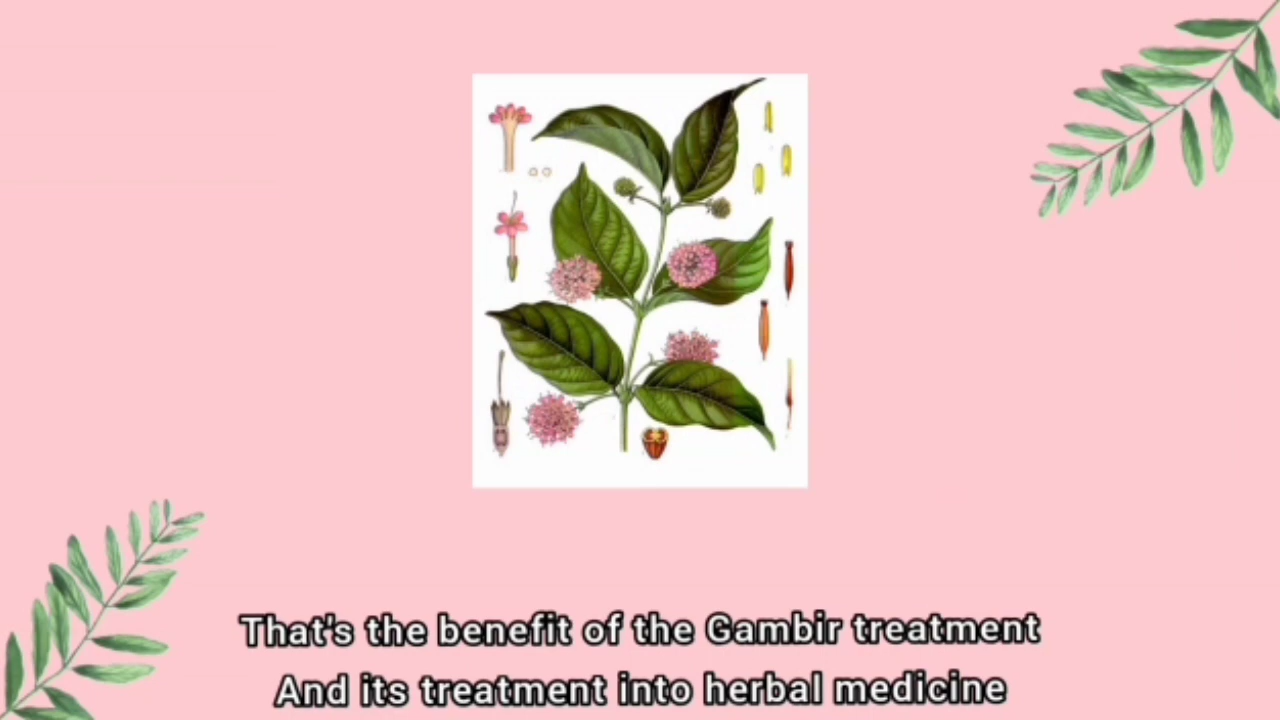 That's the benefit of the Gambir treatment
And its treatment into herbal medicine